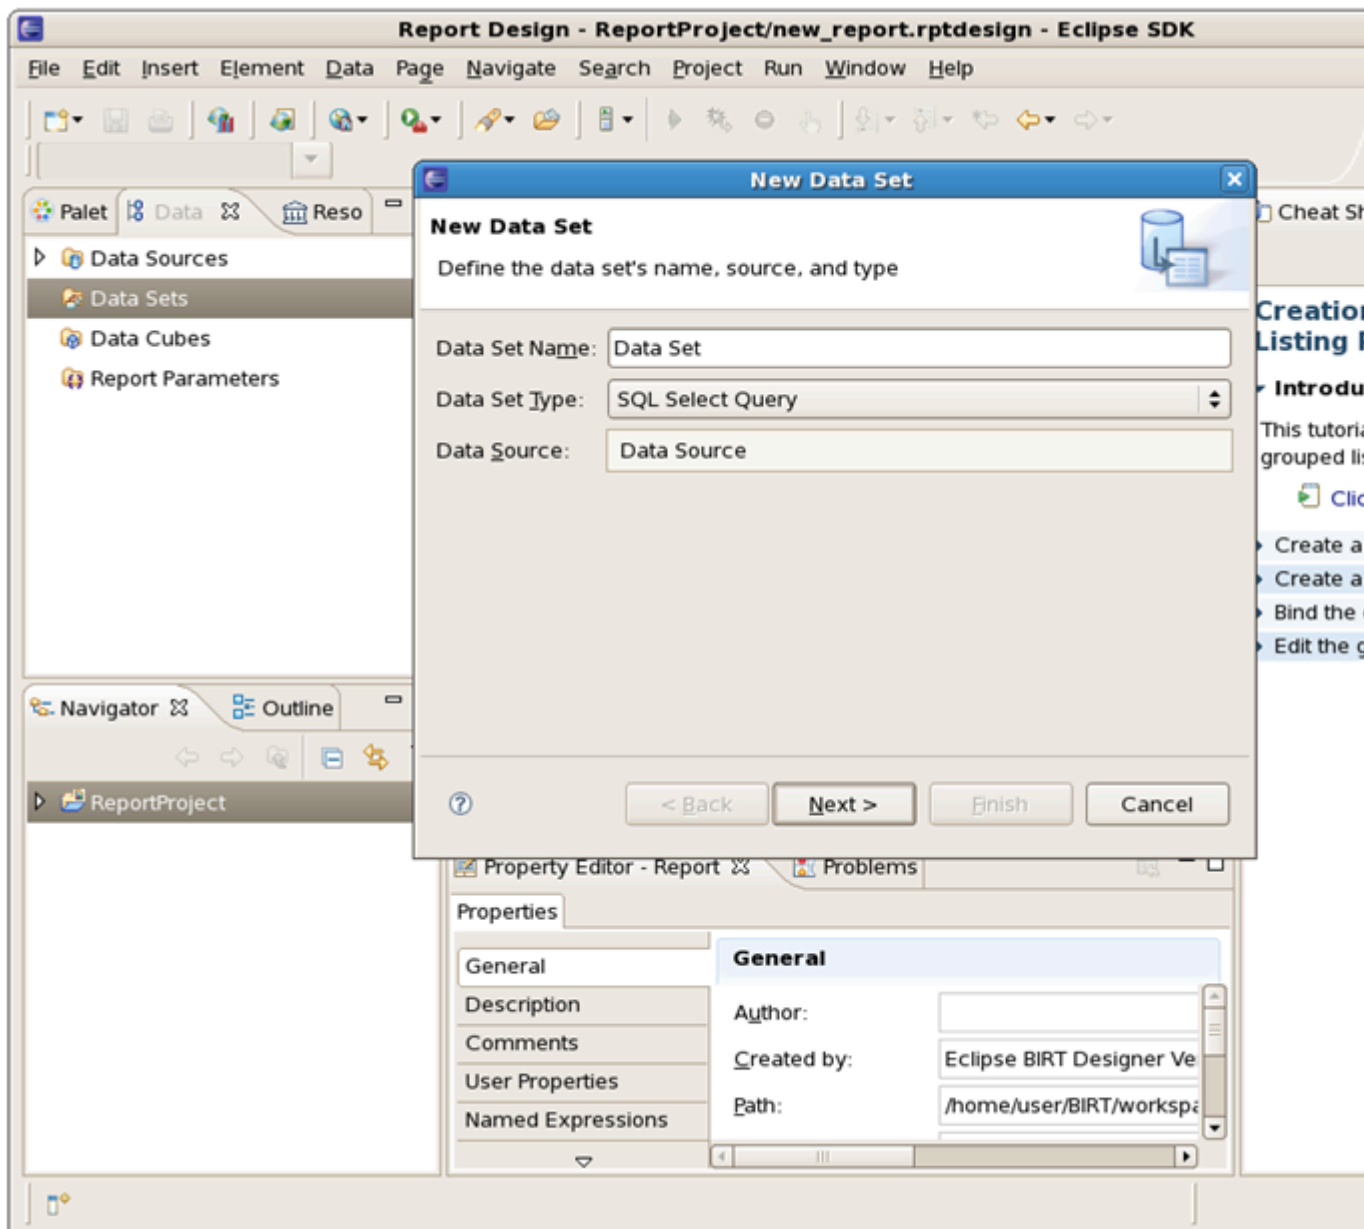 Report Design - ReportProject/new_report.rptdesign - Eclipse SDK
File Edit Insert Element Data Page Navigate Search Project Run Window Help
New Data Set
Palet Data Reso
Cheat Sh
New Data Set
Define the data set's name, source, and type
Data Sources
Data Sets
Data Cubes
Report Parameters
Data Set Name: Data Set
Data Set Type: SQL Select Query
Data Source: Data Source
Creation
Listing
Introdu
This tutoria
grouped lis
Clic
Create a
Create a
Bind the
Edit the g
Navigator Outline
ReportProject
< Back Next > Finish Cancel
Property Editor - Report Problems
Properties
General
Description
Comments
User Properties
Named Expressions
General
Author:
Created by: Eclipse BIRT Designer Ve
Path: /home/user/BIRT/workspa